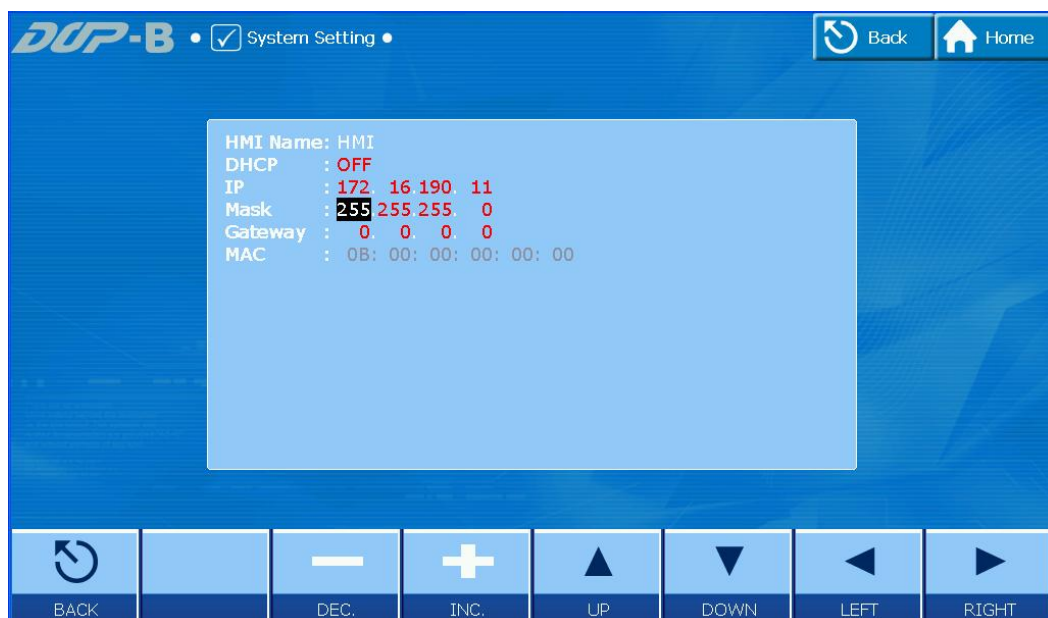 DOP-B • System Setting •
Back
Home
HMI Name: HMI
DHCP : OFF
IP : 172. 16.190. 11
Mask : 255.255.255. 0
Gateway : 0. 0. 0. 0
MAC : 0B: 00: 00: 00: 00: 00
BACK
DEC.
INC.
UP
DOWN
LEFT
RIGHT